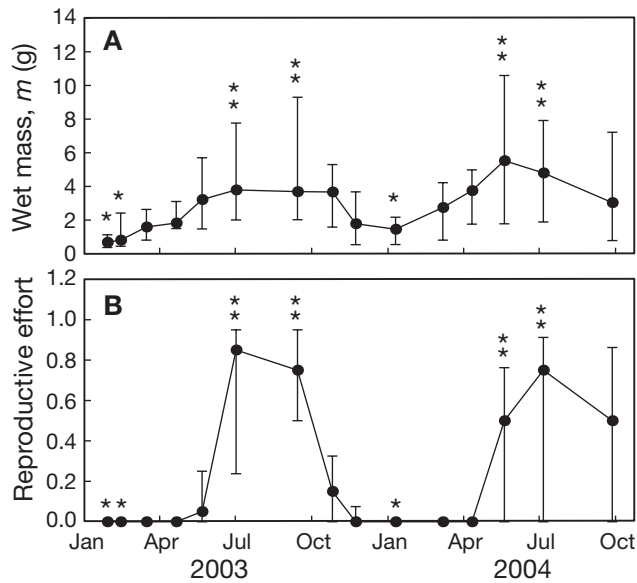 A
Wet mass, m (g)
14
12
10
8
6
4
2
0
* * ** ** * ** **
B
Reproductive effort
1.2
1.0
0.8
0.6
0.4
0.2
0.0
** ** ** **
* * *
Jan Apr Jul Oct Jan Apr Jul Oct
2003 2004